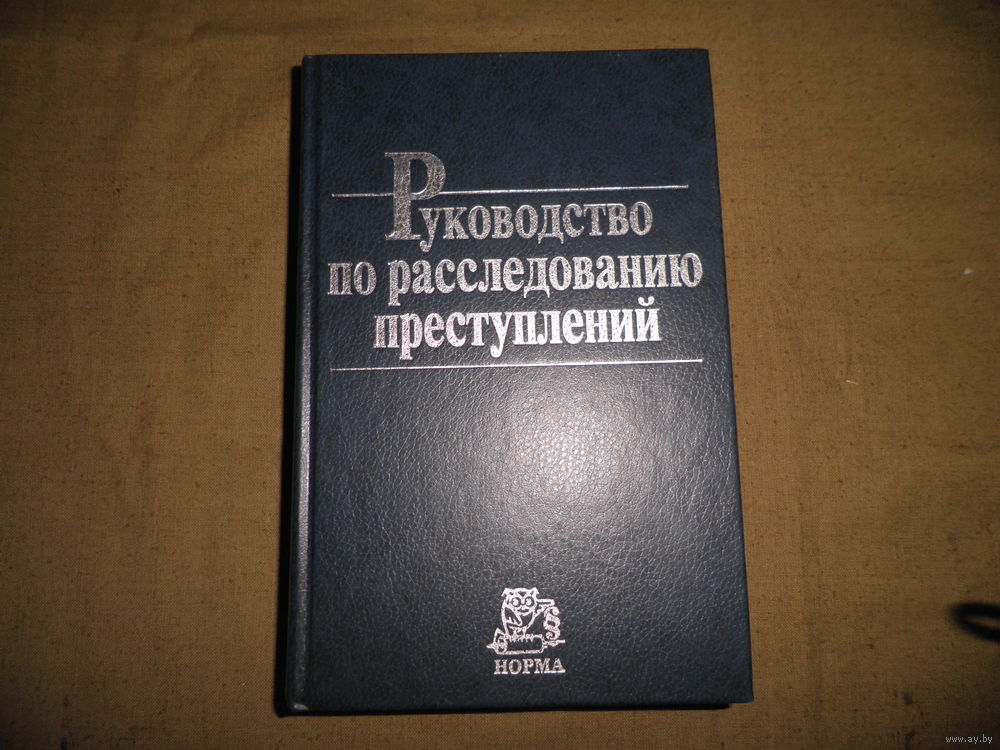 Руководство
по расследованию
преступлений
§
НОРМА
www.ay.by